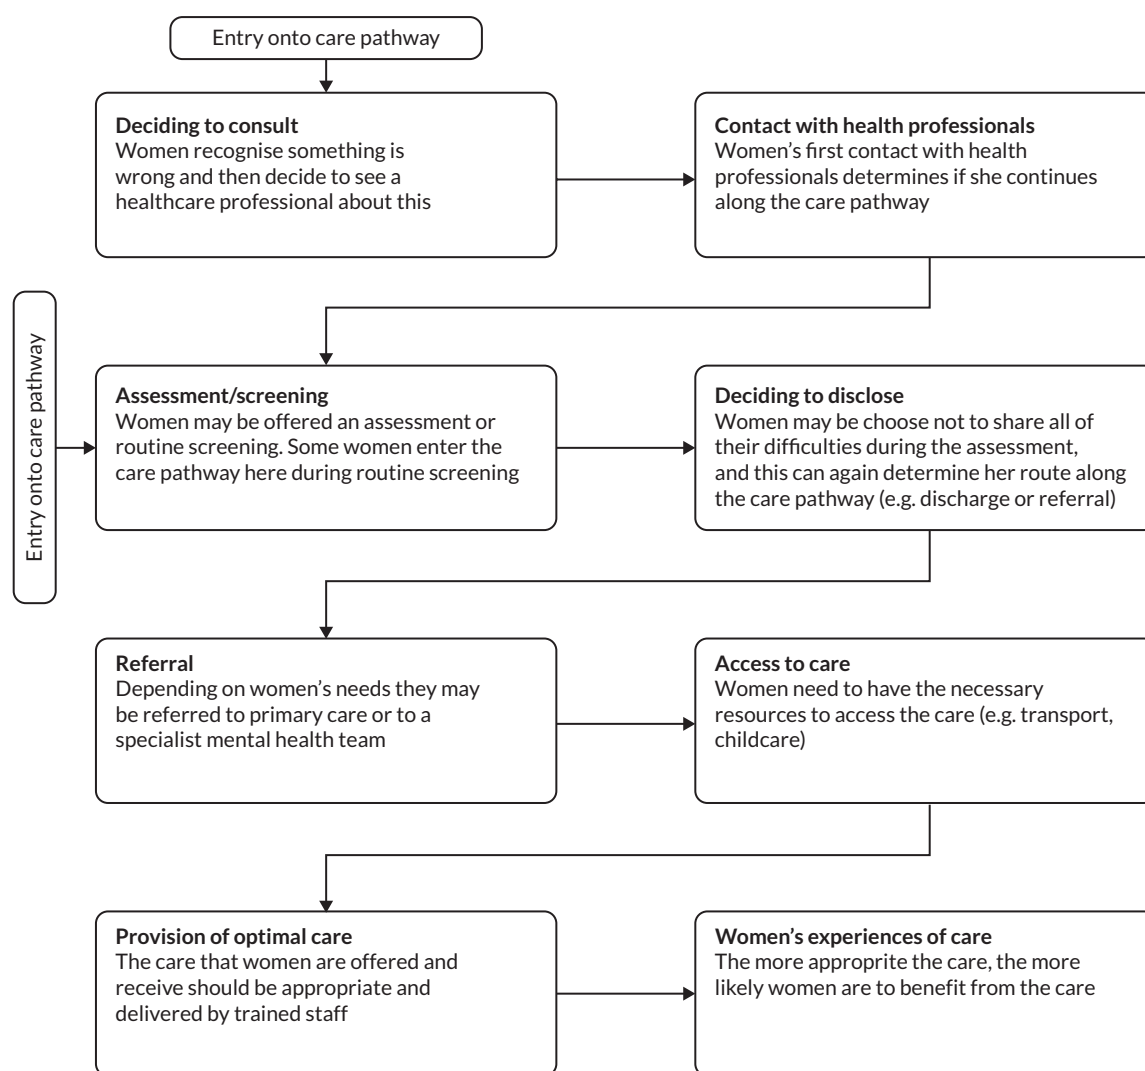 Entry onto care pathway
Deciding to consult
Women recognise something is
wrong and then decide to see a
healthcare professional about this
Contact with health professionals
Women’s first contact with health
professionals determines if she continues
along the care pathway
Entry onto care pathway
Assessment/screening
Women may be offered an assessment or
routine screening. Some women enter the
care pathway here during routine screening
Deciding to disclose
Women may be choose not to share all of
their difficulties during the assessment,
and this can again determine her route along
the care pathway (e.g. discharge or referral)
Referral
Depending on women’s needs they may
be referred to primary care or to a
specialist mental health team
Access to care
Women need to have the necessary
resources to access the care (e.g. transport,
childcare)
Provision of optimal care
The care that women are offered and
receive should be appropriate and
delivered by trained staff
Women’s experiences of care
The more approprite the care, the more
likely women are to benefit from the care